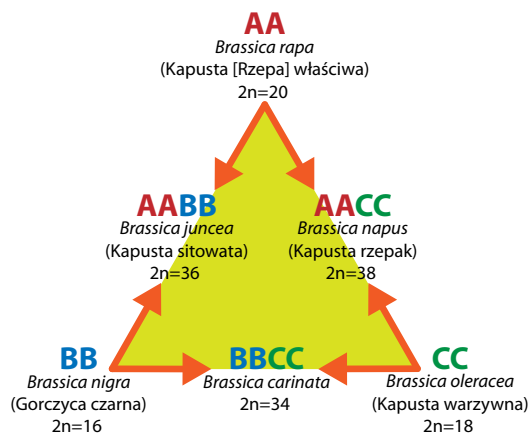 AA
Brassica rapa
(Kapusta [Rzepa] właściwa)
2n=20
AABB
Brassica juncea
(Kapusta sitowata)
2n=36
AACC
Brassica napus
(Kapusta rzepak)
2n=38
BB
Brassica nigra
(Gorczyca czarna)
2n=16
BBCC
Brassica carinata
2n=34
CC
Brassica oleracea
(Kapusta warzywna)
2n=18